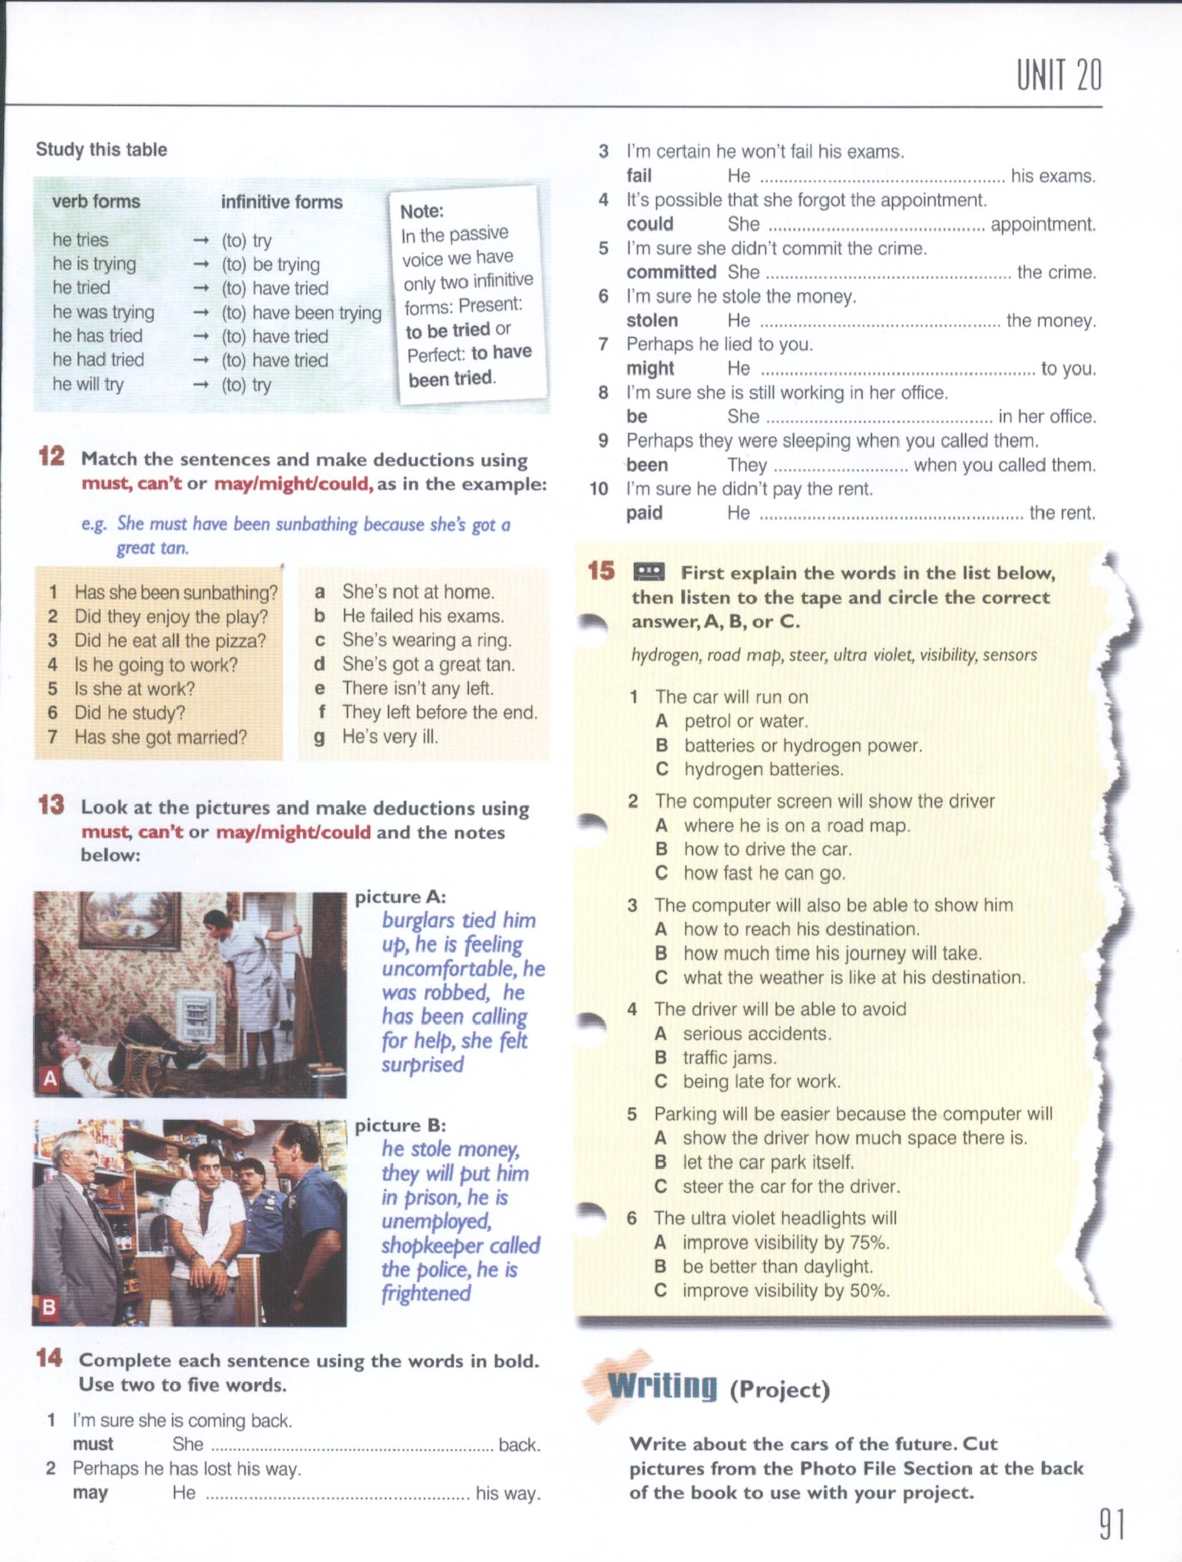 UNIT 20
Study this table
verb forms infinitive forms
he tries → (to) try
he is trying → (to) be trying
he tried → (to) have tried
he was trying → (to) have been trying
he has tried → (to) have tried
he had tried → (to) have tried
he will try → (to) try
Note:
In the passive
voice we have
only two infinitive
forms: Present:
to be tried or
Perfect: to have
been tried.
12 Match the sentences and make deductions using
must, can't or may/might/could, as in the example:
e.g. She must have been sunbathing because she's got a
great tan.
1 Has she been sunbathing?
2 Did they enjoy the play?
3 Did he eat all the pizza?
4 Is he going to work?
5 Is she at work?
6 Did he study?
7 Has she got married?
a She's not at home.
b He failed his exams.
c She's wearing a ring.
d She's got a great tan.
e There isn't any left.
f They left before the end.
g He's very ill.
13 Look at the pictures and make deductions using
must, can't or may/might/could and the notes
below:
A
picture A:
burglars tied him
up, he is feeling
uncomfortable, he
was robbed, he
has been calling
for help, she felt
surprised
B
picture B:
he stole money,
they will put him
in prison, he is
unemployed,
shopkeeper called
the police, he is
frightened
14 Complete each sentence using the words in bold.
Use two to five words.
1 I'm sure she is coming back.
must She ........................................................ back.
2 Perhaps he has lost his way.
may He .................................................... his way.
3 I'm certain he won't fail his exams.
fail He ................................................ his exams.
4 It's possible that she forgot the appointment.
could She .......................................... appointment.
5 I'm sure she didn't commit the crime.
committed She ................................................ the crime.
6 I'm sure he stole the money.
stolen He ............................................... the money.
7 Perhaps he lied to you.
might He ...................................................... to you.
8 I'm sure she is still working in her office.
be She ............................................ in her office.
9 Perhaps they were sleeping when you called them.
been They .......................... when you called them.
10 I'm sure he didn't pay the rent.
paid He .................................................... the rent.
15 First explain the words in the list below,
then listen to the tape and circle the correct
answer, A, B, or C.
hydrogen, road map, steer, ultra violet, visibility, sensors
1 The car will run on
A petrol or water.
B batteries or hydrogen power.
C hydrogen batteries.
2 The computer screen will show the driver
A where he is on a road map.
B how to drive the car.
C how fast he can go.
3 The computer will also be able to show him
A how to reach his destination.
B how much time his journey will take.
C what the weather is like at his destination.
4 The driver will be able to avoid
A serious accidents.
B traffic jams.
C being late for work.
5 Parking will be easier because the computer will
A show the driver how much space there is.
B let the car park itself.
C steer the car for the driver.
6 The ultra violet headlights will
A improve visibility by 75%.
B be better than daylight.
C improve visibility by 50%.
Writing (Project)
Write about the cars of the future. Cut
pictures from the Photo File Section at the back
of the book to use with your project.
91